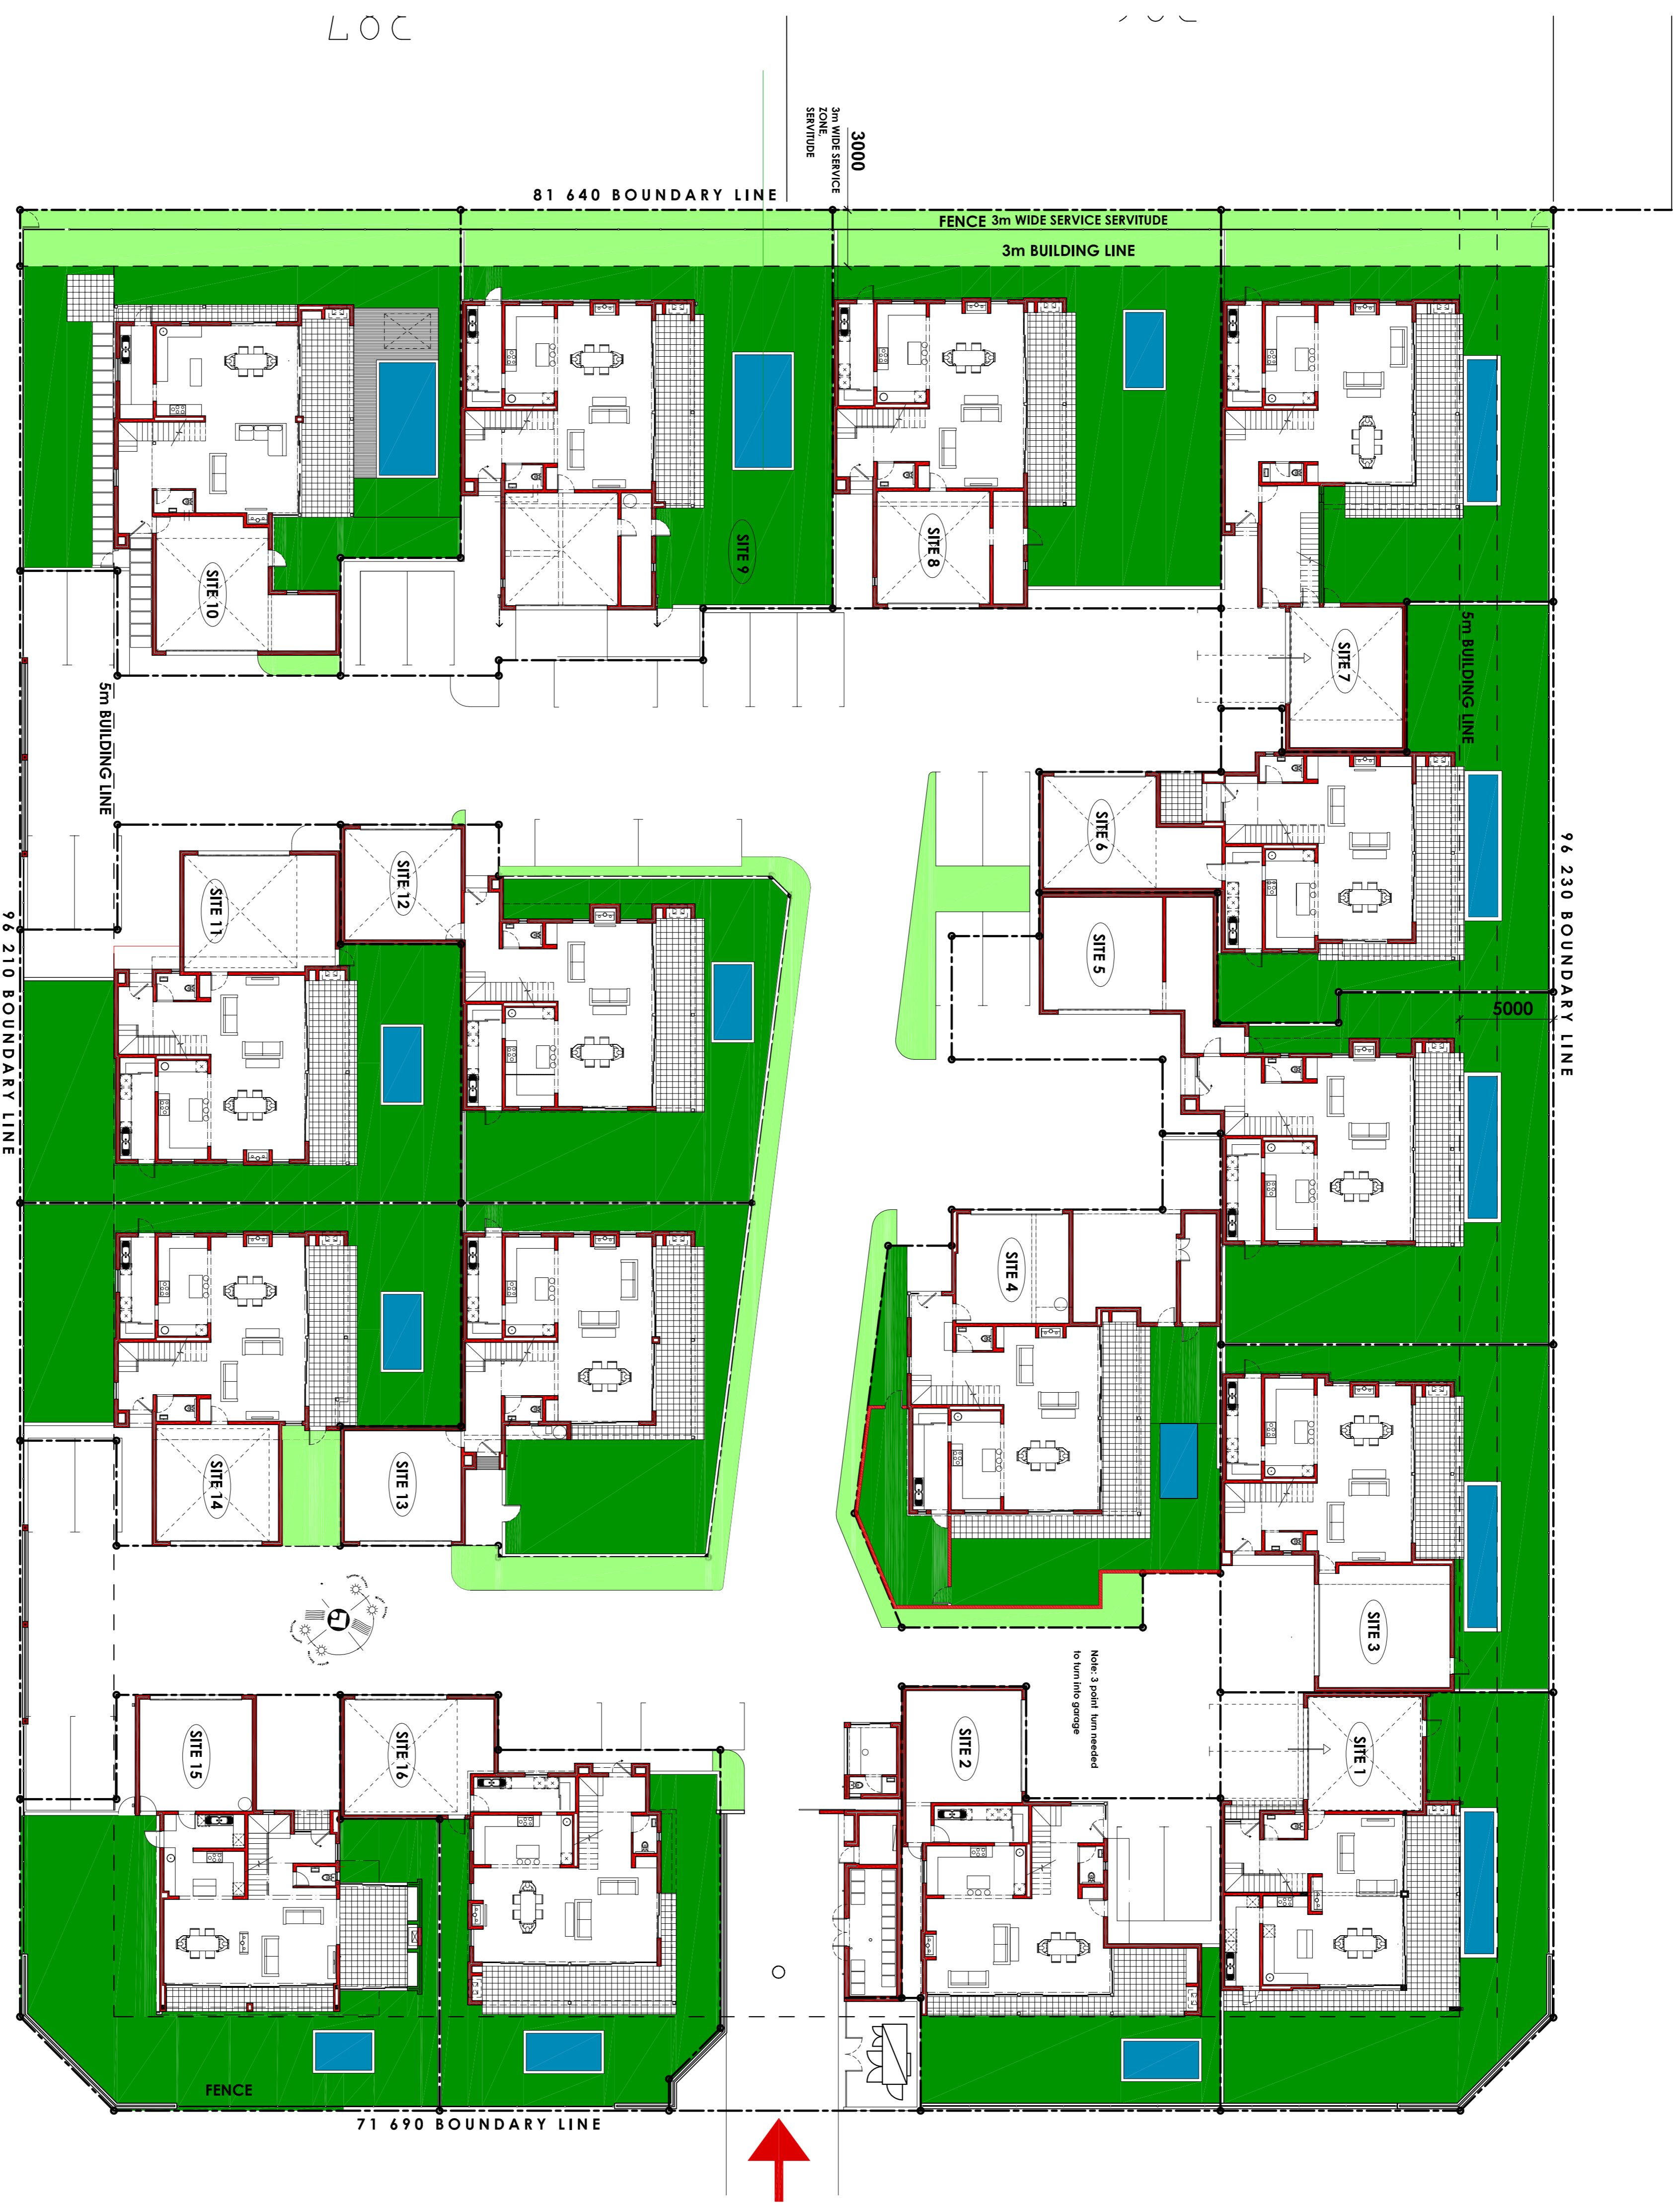 207
3000
3m WIDE SERVICE
ZONE,
SERVITUDE
81 640 BOUNDARY LINE
FENCE 3m WIDE SERVICE SERVITUDE
3m BUILDING LINE
SITE 9
SITE 8
SITE 10
SITE 7
5m BUILDING LINE
5m BUILDING LINE
SITE 6
SITE 12
SITE 11
SITE 5
96 230 BOUNDARY LINE
96 210 BOUNDARY LINE
5000
SITE 4
SITE 14
SITE 13
SITE 3
Note: 3 point turn needed
to turn into garage
SITE 15
SITE 16
SITE 2
SITE 1
FENCE
71 690 BOUNDARY LINE